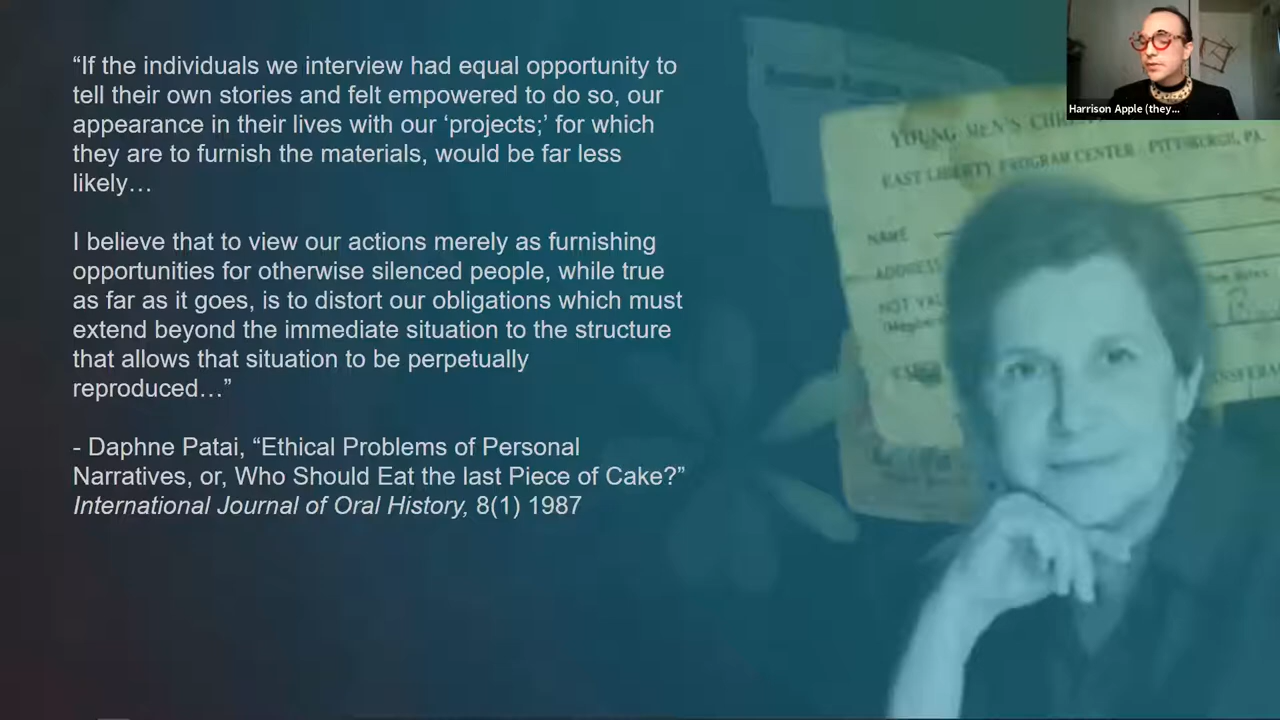 “If the individuals we interview had equal opportunity to
tell their own stories and felt empowered to do so, our
appearance in their lives with our ‘projects;’ for which
they are to furnish the materials, would be far less
likely…
I believe that to view our actions merely as furnishing
opportunities for otherwise silenced people, while true
as far as it goes, is to distort our obligations which must
extend beyond the immediate situation to the structure
that allows that situation to be perpetually
reproduced…”
- Daphne Patai, “Ethical Problems of Personal
Narratives, or, Who Should Eat the last Piece of Cake?”
International Journal of Oral History, 8(1) 1987
Harrison Apple (they...
YOUNG MEN'S
EAST LIBERTY PROGRAM CENTER - PITTSBURGH, PA.
NAME
ADDRESS
NOT VAL